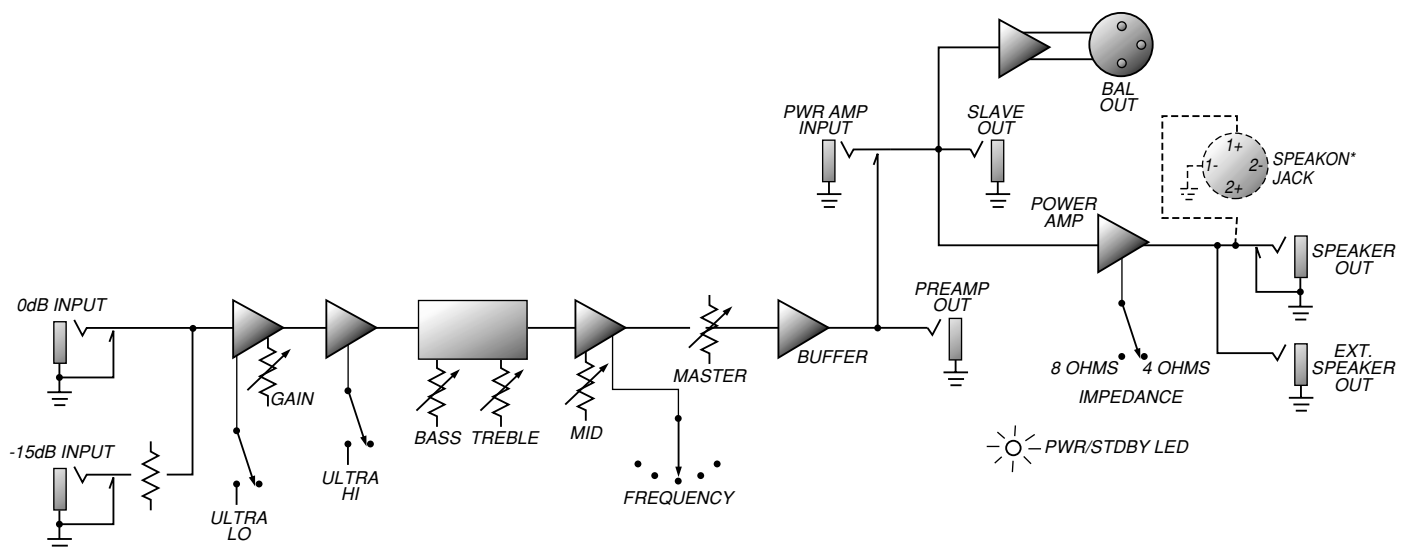 BAL
OUT
PWR AMP
INPUT
SLAVE
OUT
1+
1-
2-
2+
SPEAKON*
JACK
POWER
AMP
SPEAKER
OUT
0dB INPUT
PREAMP
OUT
BUFFER
MASTER
GAIN
8 OHMS
4 OHMS
IMPEDANCE
EXT.
SPEAKER
OUT
BASS
TREBLE
MID
-15dB INPUT
ULTRA
HI
PWR/STDBY LED
FREQUENCY
ULTRA
LO